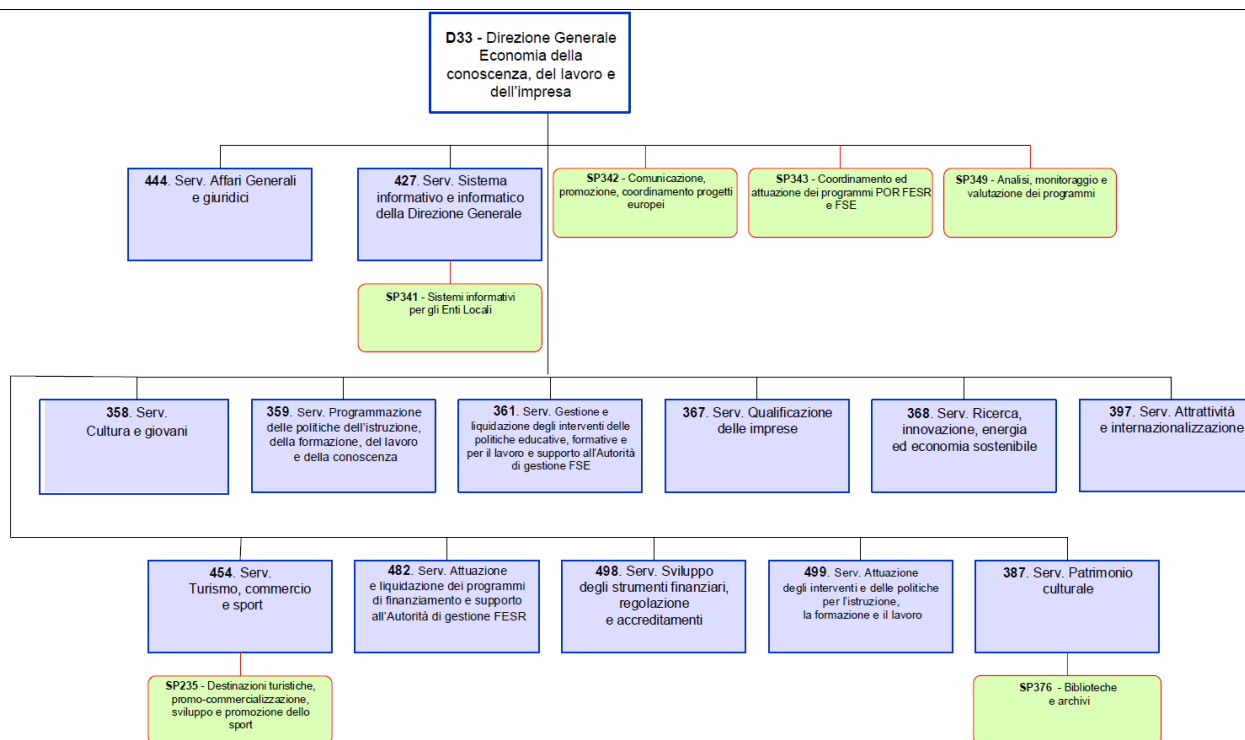 D33 - Direzione Generale
Economia della
conoscenza, del lavoro e
dell'impresa
444. Serv. Affari Generali
e giuridici
427. Serv. Sistema
informativo e informatico
della Direzione Generale
SP342 - Comunicazione,
promozione, coordinamento progetti
europei
SP343 - Coordinamento ed
attuazione dei programmi POR FESR
e FSE
SP349 - Analisi, monitoraggio e
valutazione dei programmi
SP341 - Sistemi informativi
per gli Enti Locali
358. Serv.
Cultura e giovani
359. Serv. Programmazione
delle politiche dell'istruzione,
della formazione, del lavoro
e della conoscenza
361. Serv. Gestione e
liquidazione degli interventi delle
politiche educative, formative e
per il lavoro e supporto all'Autorità
di gestione FSE
367. Serv. Qualificazione
delle imprese
368. Serv. Ricerca,
innovazione, energia
ed economia sostenibile
397. Serv. Attrattività
e internazionalizzazione
454. Serv.
Turismo, commercio
e sport
482. Serv. Attuazione
e liquidazione dei programmi
di finanziamento e supporto
all'Autorità di gestione FESR
498. Serv. Sviluppo
degli strumenti finanziari,
regolazione
e accreditamenti
499. Serv. Attuazione
degli interventi e delle politiche
per l'istruzione,
la formazione e il lavoro
387. Serv. Patrimonio
culturale
SP235 - Destinazioni turistiche,
promo-commercializzazione,
sviluppo e promozione dello
sport
SP376 - Biblioteche
e archivi